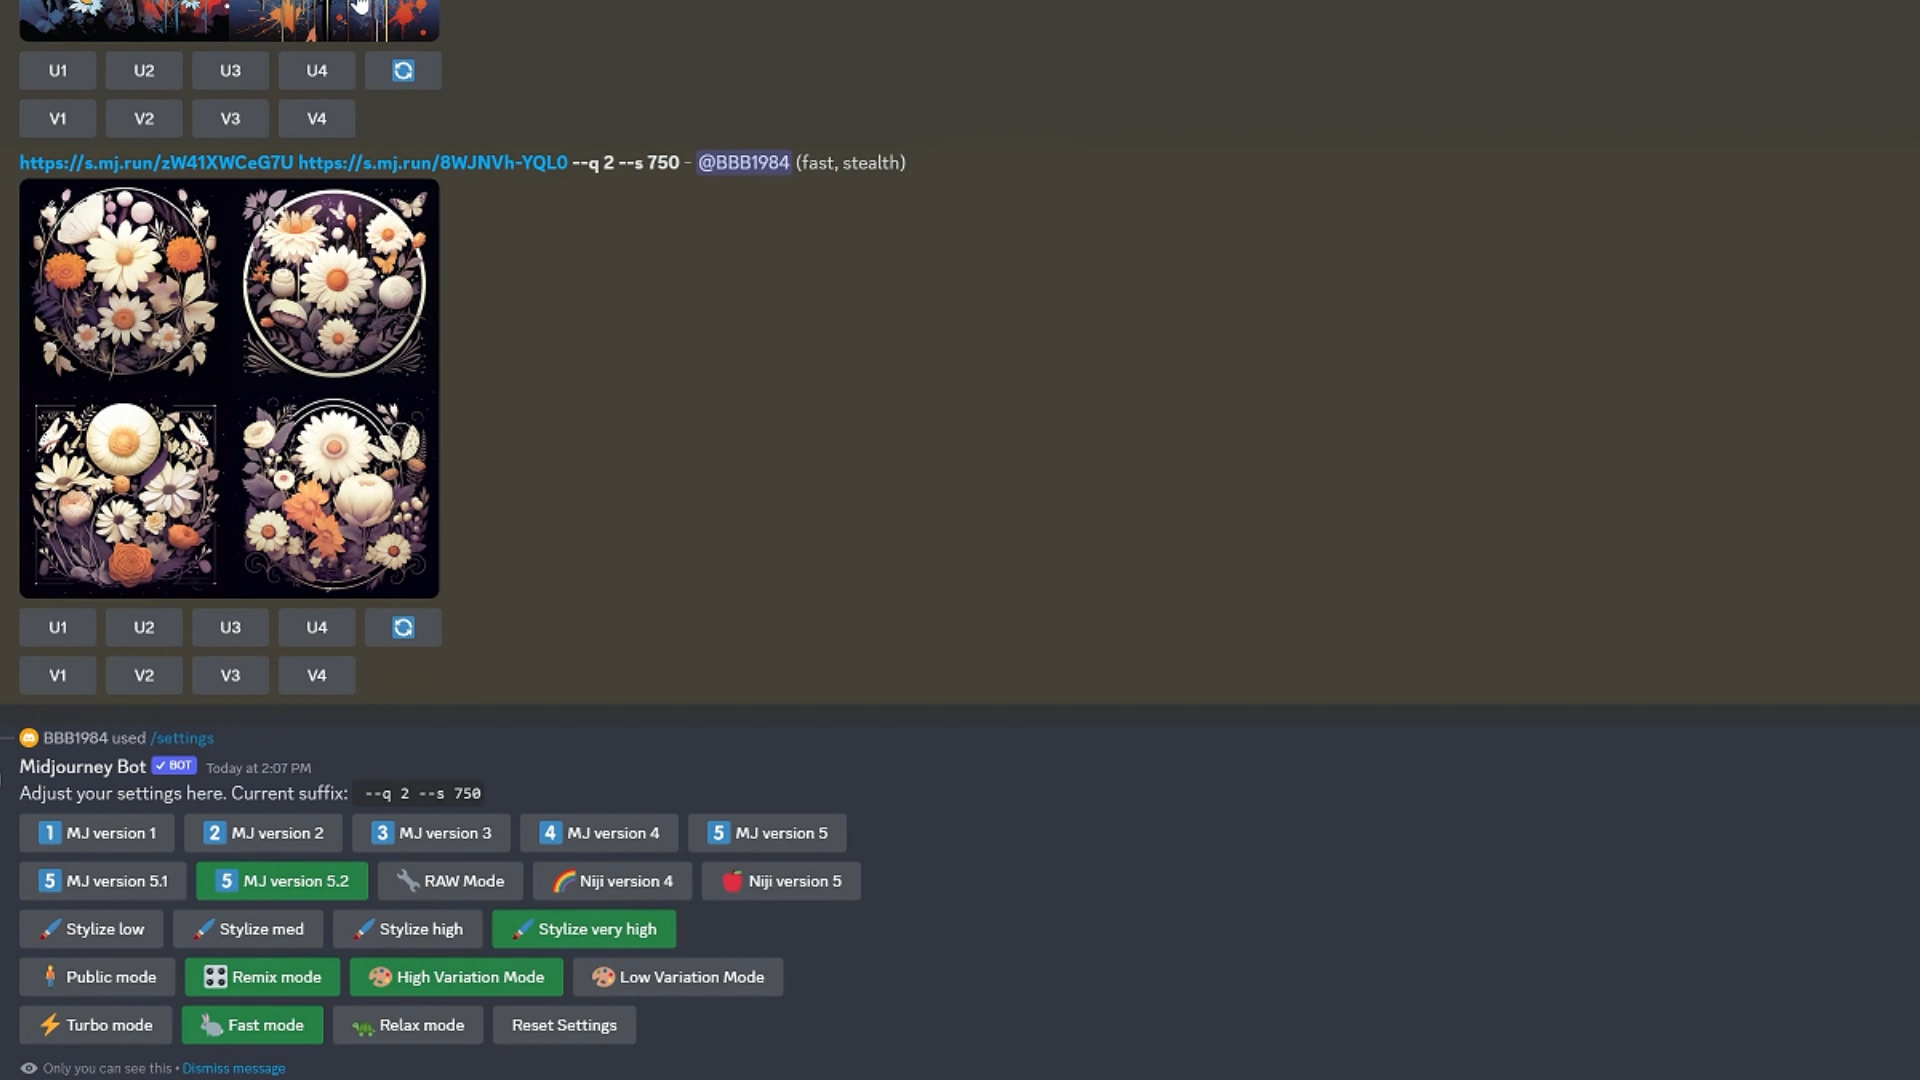 U1 U2 U3 U4
V1 V2 V3 V4
https://s.mj.run/zW41XWCeG7U https://s.mj.run/8WJNVh-YQL0 --q 2 --s 750 - @BBB1984 (fast, stealth)
U1 U2 U3 U4
V1 V2 V3 V4
BBB1984 used /settings
Midjourney Bot ✓ BOT Today at 2:07 PM
Adjust your settings here. Current suffix: --q 2 --s 750
1 MJ version 1 2 MJ version 2 3 MJ version 3 4 MJ version 4 5 MJ version 5
5 MJ version 5.1 5 MJ version 5.2 RAW Mode Niji version 4 Niji version 5
Stylize low Stylize med Stylize high Stylize very high
Public mode Remix mode High Variation Mode Low Variation Mode
Turbo mode Fast mode Relax mode Reset Settings
Only you can see this • Dismiss message